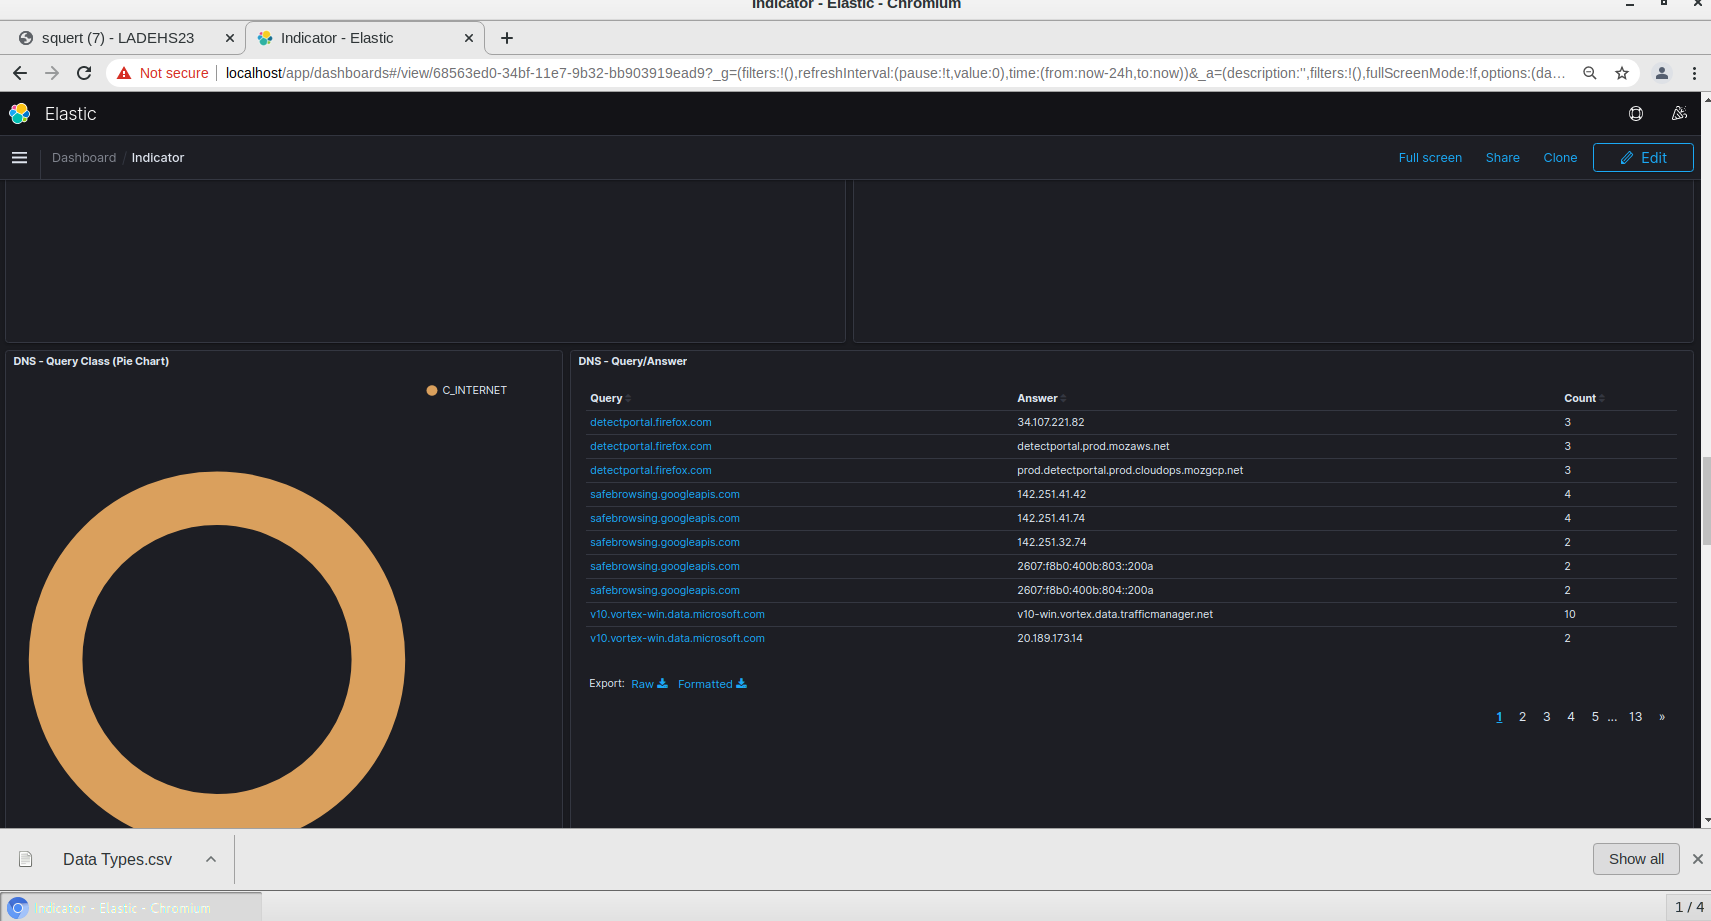 Indicator - Elastic - Chromium
squert (7) - LADEHS23
Indicator - Elastic
Not secure
localhost/app/dashboards#/view/68563ed0-34bf-11e7-9b32-bb903919ead9?_g=(filters:!(),refreshInterval:(pause:!t,value:0),time:(from:now-24h,to:now))&_a=(description:'',filters:!(),fullScreenMode:!f,options:(da...
Elastic
Dashboard / Indicator
Full screen Share Clone Edit
DNS - Query Class (Pie Chart)
C_INTERNET
DNS - Query/Answer
Query Answer Count
detectportal.firefox.com 34.107.221.82 3
detectportal.firefox.com detectportal.prod.mozaws.net 3
detectportal.firefox.com prod.detectportal.prod.cloudops.mozgcp.net 3
safebrowsing.googleapis.com 142.251.41.42 4
safebrowsing.googleapis.com 142.251.41.74 4
safebrowsing.googleapis.com 142.251.32.74 2
safebrowsing.googleapis.com 2607:f8b0:400b:803::200a 2
safebrowsing.googleapis.com 2607:f8b0:400b:804::200a 2
v10.vortex-win.data.microsoft.com v10-win.vortex.data.trafficmanager.net 10
v10.vortex-win.data.microsoft.com 20.189.173.14 2
Export: Raw Formatted
1 2 3 4 5 ... 13 »
Data Types.csv
Show all
Indicator - Elastic - Chromium
1 / 4